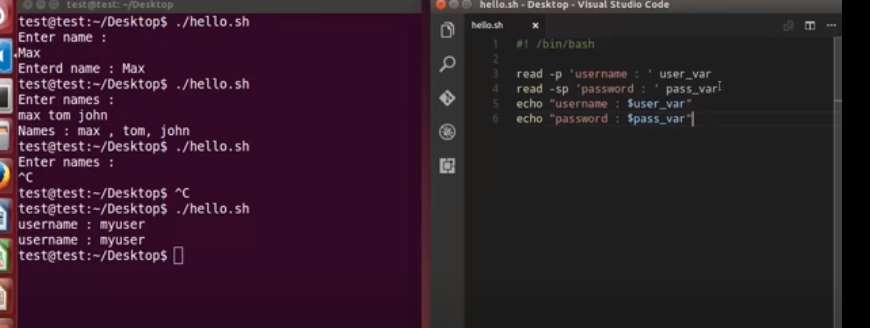 test@test: ~/Desktop
test@test:~/Desktop$ ./hello.sh
Enter name :
Max
Enterd name : Max
test@test:~/Desktop$ ./hello.sh
Enter names :
max tom john
Names : max , tom, john
test@test:~/Desktop$ ./hello.sh
Enter names :
^C
test@test:~/Desktop$ ^C
test@test:~/Desktop$ ./hello.sh
username : myuser
username : myuser
test@test:~/Desktop$
hello.sh - Desktop - Visual Studio Code
hello.sh
1 #! /bin/bash
2
3 read -p 'username : ' user_var
4 read -sp 'password : ' pass_var
5 echo "username : $user_var"
6 echo "password : $pass_var"